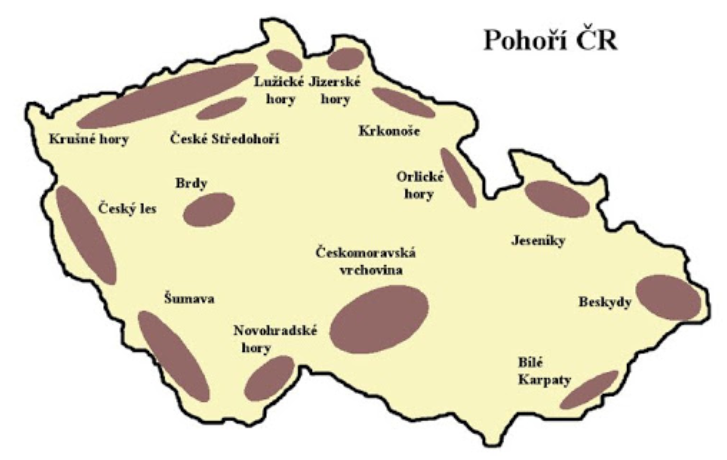 Pohoří ČR
Lužické
hory
Jizerské
hory
Krušné hory
České Středohoří
Krkonoše
Orlické
hory
Brdy
Český les
Jeseníky
Českomoravská
vrchovina
Šumava
Beskydy
Novohradské
hory
Bílé
Karpaty